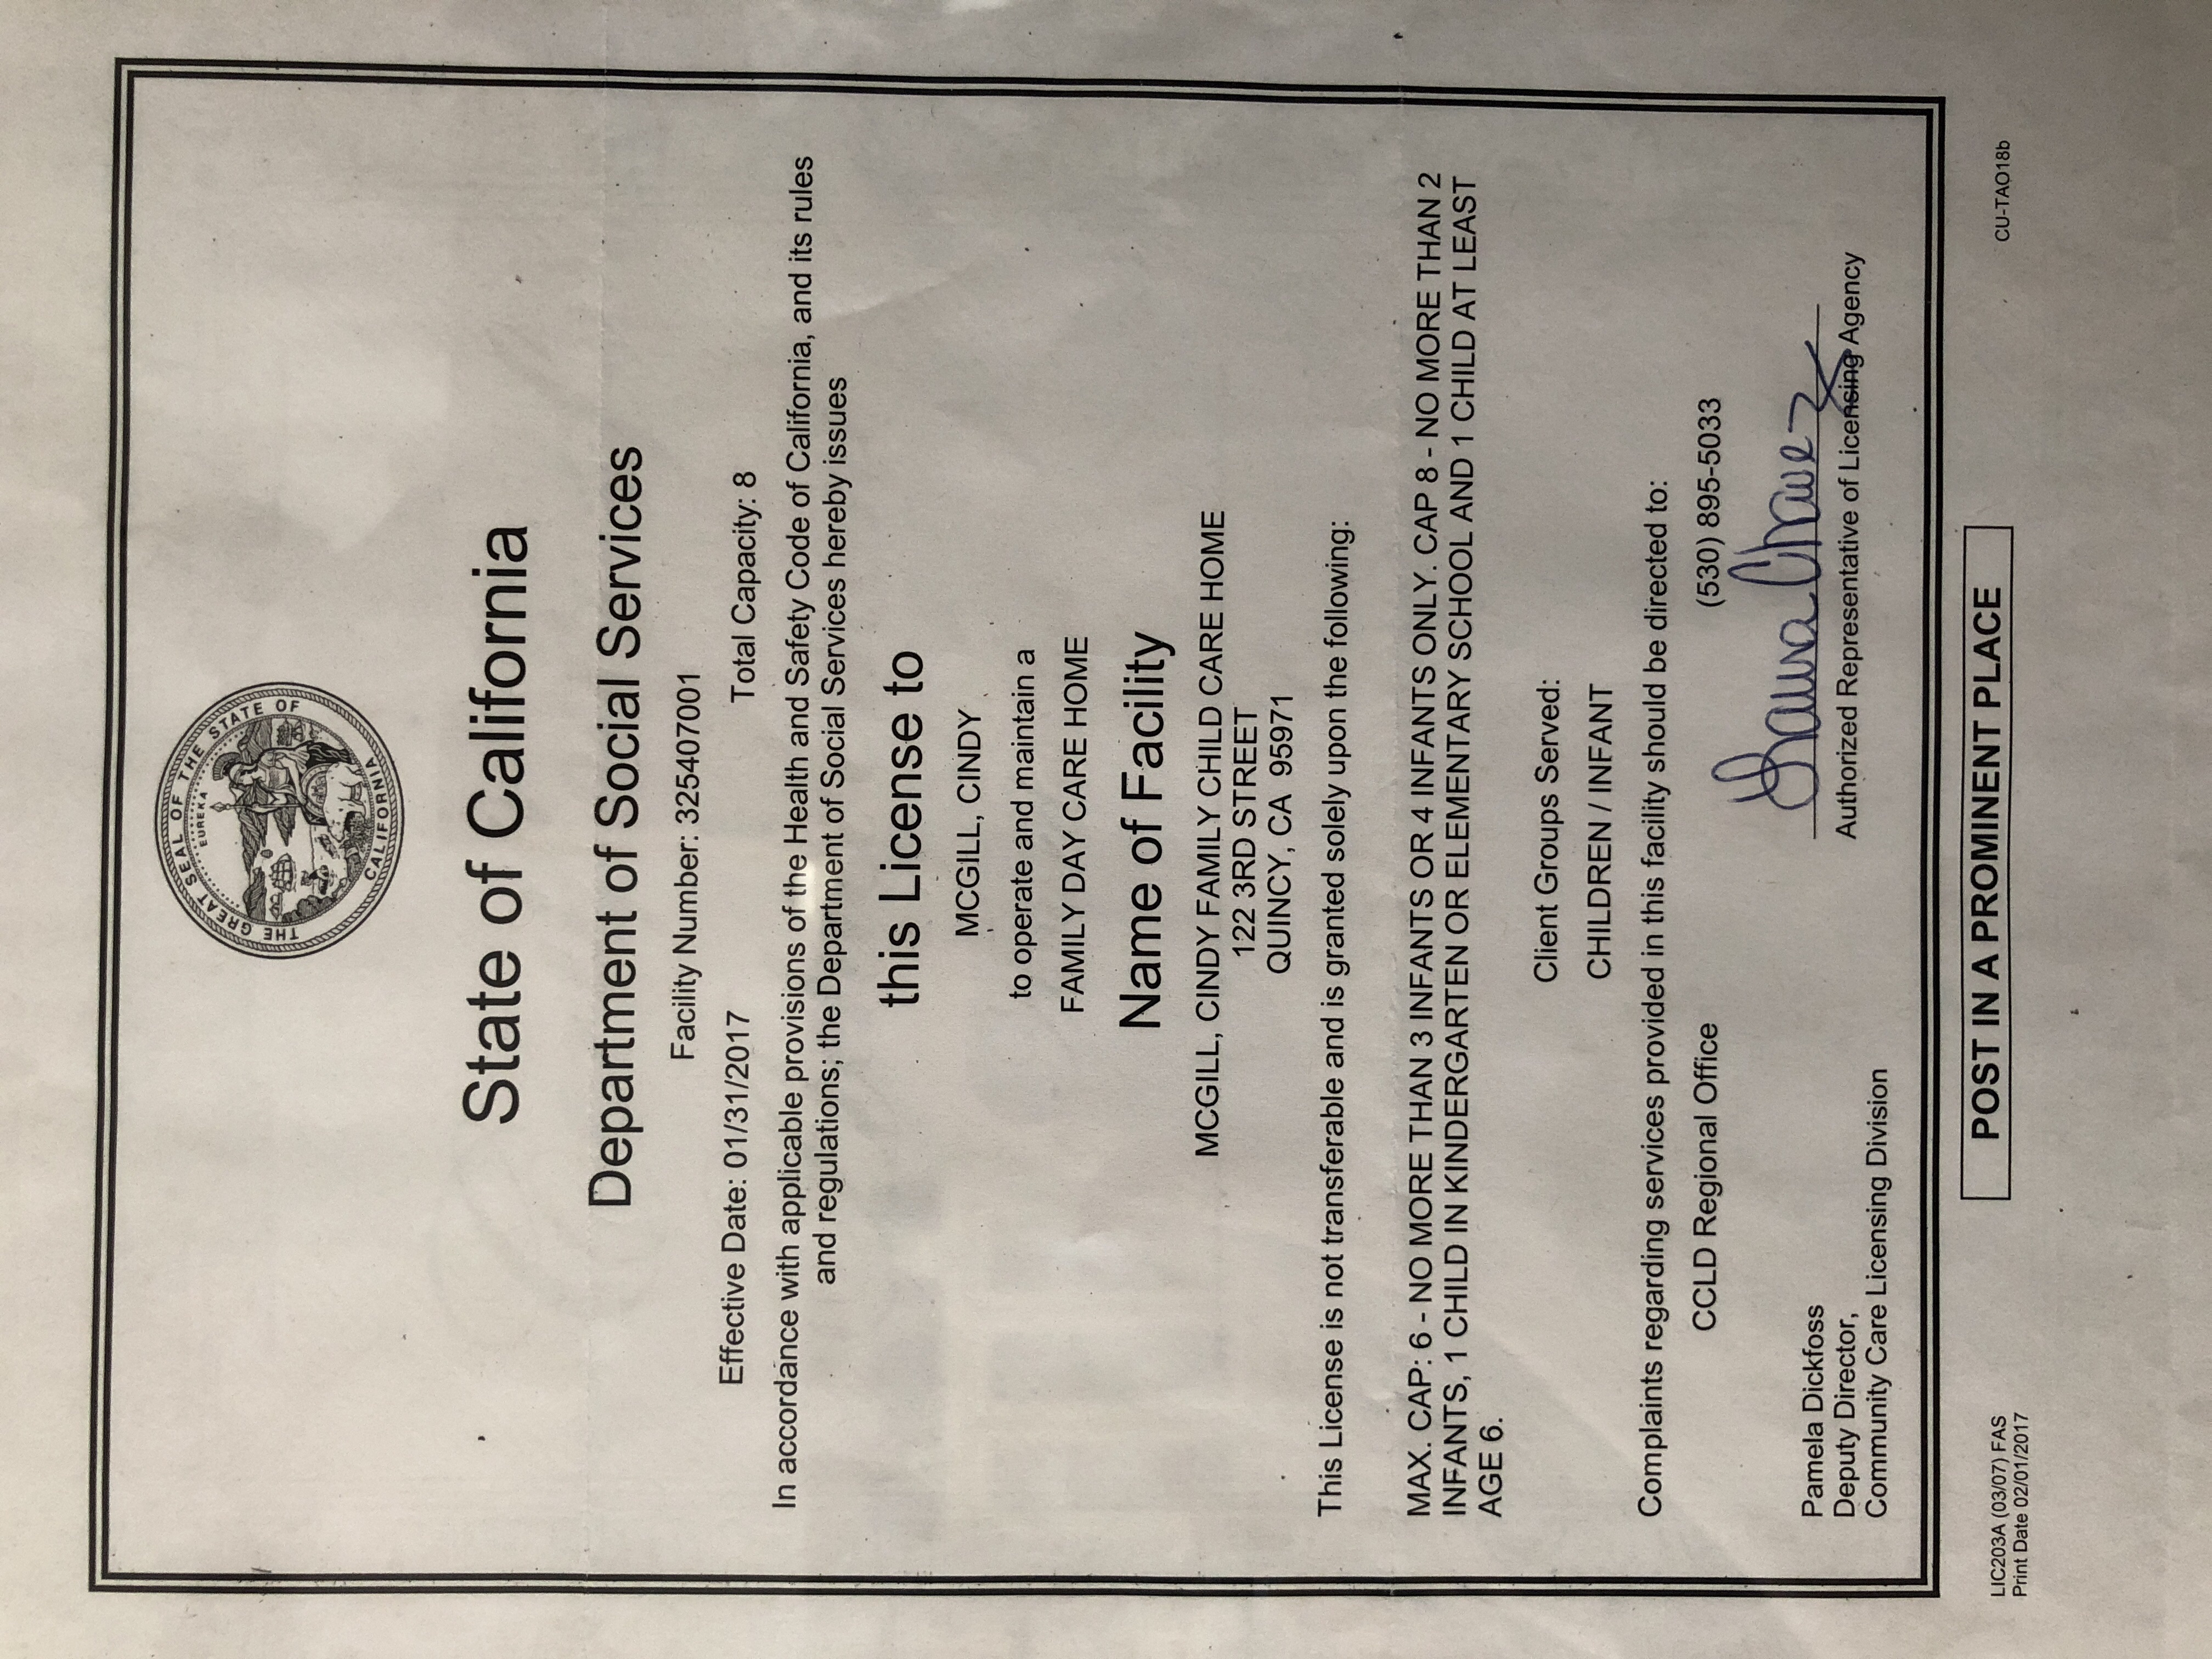 THE GREAT SEAL OF THE STATE OF CALIFORNIA
EUREKA
State of California
Department of Social Services
Facility Number: 325407001
Effective Date: 01/31/2017 Total Capacity: 8
In accordance with applicable provisions of the Health and Safety Code of California, and its rules
and regulations; the Department of Social Services hereby issues
this License to
MCGILL, CINDY
to operate and maintain a
FAMILY DAY CARE HOME
Name of Facility
MCGILL, CINDY FAMILY CHILD CARE HOME
122 3RD STREET
QUINCY, CA 95971
This License is not transferable and is granted solely upon the following:
MAX. CAP: 6 - NO MORE THAN 3 INFANTS OR 4 INFANTS ONLY. CAP 8 - NO MORE THAN 2
INFANTS, 1 CHILD IN KINDERGARTEN OR ELEMENTARY SCHOOL AND 1 CHILD AT LEAST
AGE 6.
Client Groups Served:
CHILDREN / INFANT
Complaints regarding services provided in this facility should be directed to:
CCLD Regional Office (530) 895-5033
Laura Chavez
Pamela Dickfoss
Deputy Director,
Community Care Licensing Division
Authorized Representative of Licensing Agency
POST IN A PROMINENT PLACE
LIC203A (03/07) FAS
Print Date 02/01/2017
CU-TAO18b